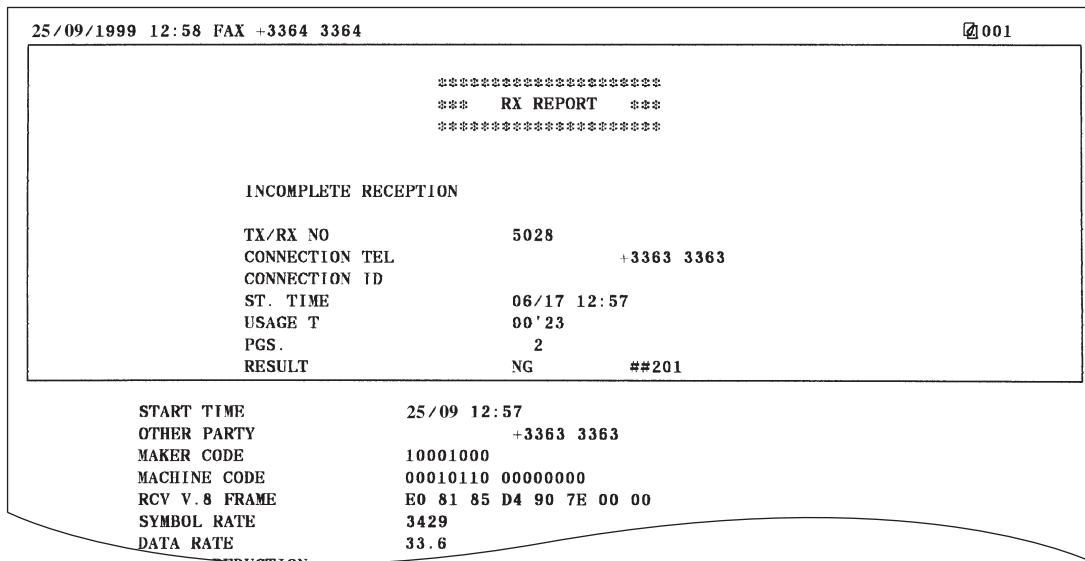 25/09/1999 12:58 FAX +3364 3364 001
*********************
*** RX REPORT ***
*********************
INCOMPLETE RECEPTION
TX/RX NO 5028
CONNECTION TEL +3363 3363
CONNECTION ID
ST. TIME 06/17 12:57
USAGE T 00'23
PGS. 2
RESULT NG ##201
START TIME 25/09 12:57
OTHER PARTY +3363 3363
MAKER CODE 10001000
MACHINE CODE 00010110 00000000
RCV V.8 FRAME E0 81 85 D4 90 7E 00 00
SYMBOL RATE 3429
DATA RATE 33.6